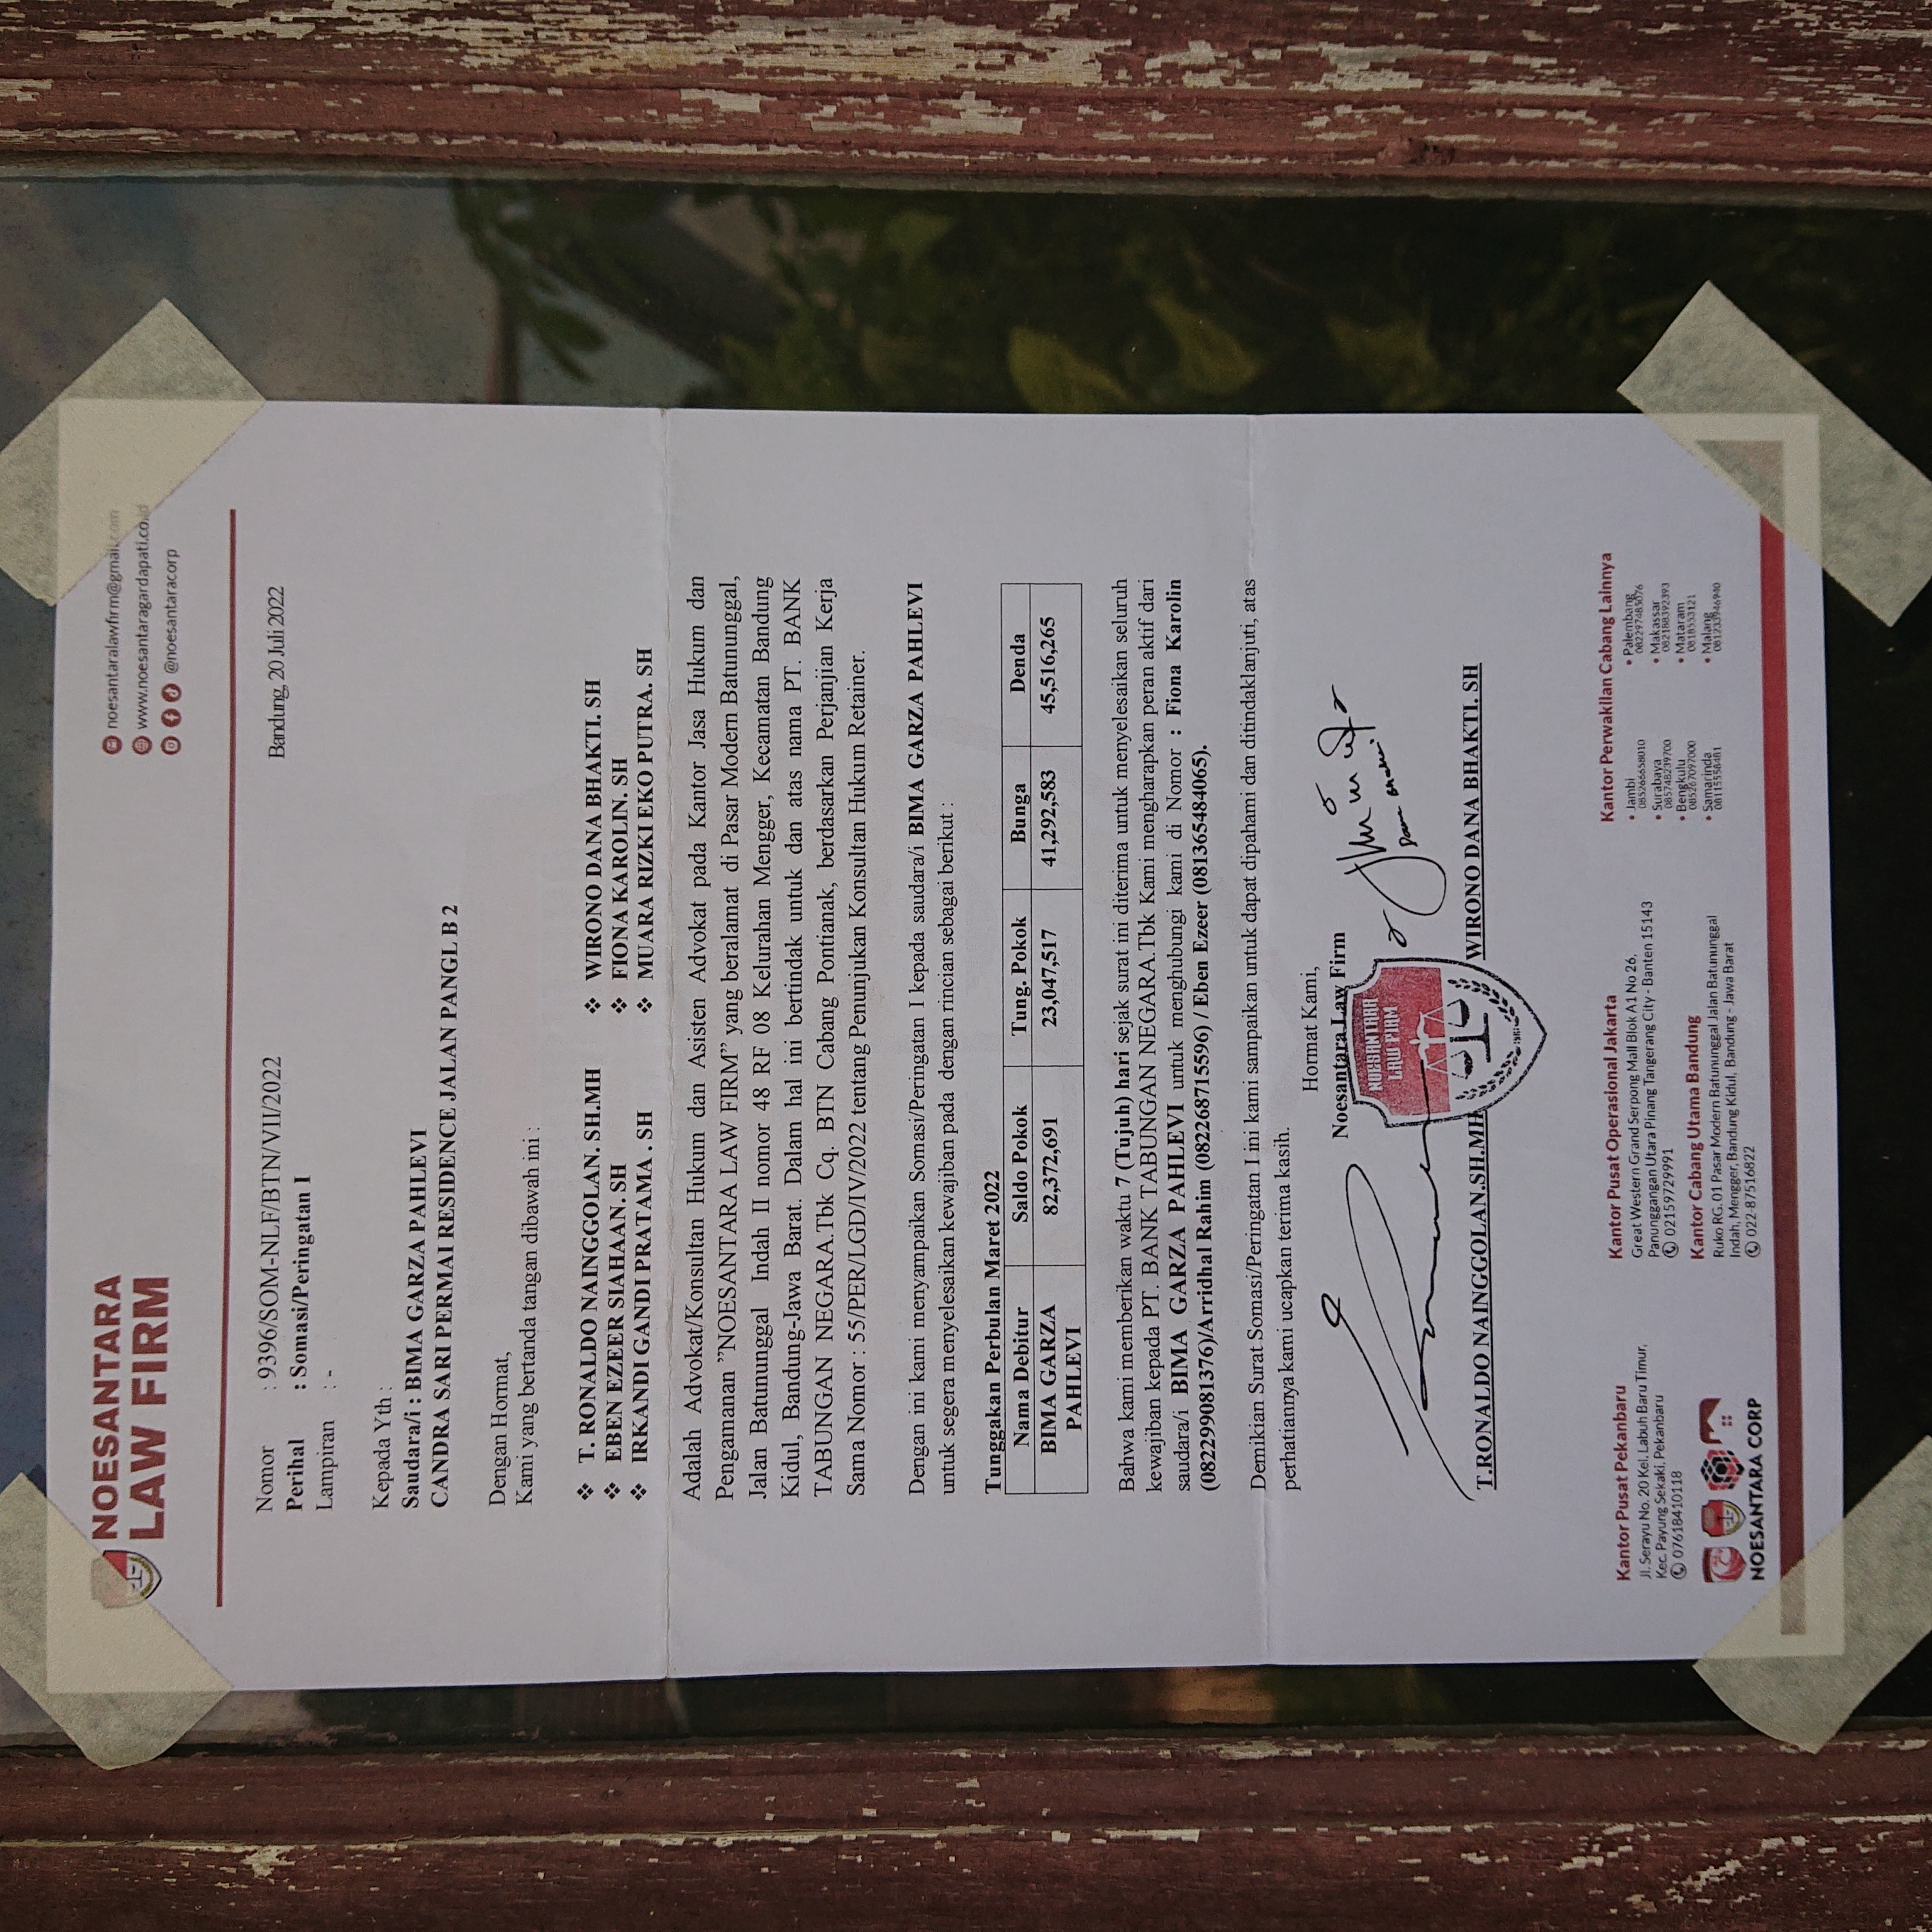 NOESANTARA
LAW FIRM
noesantaralawfirm@gmail.com
www.noesantaragardapati.co.id
@noesantaracorp
Bandung, 20 Juli 2022
Nomor : 9396/SOM-NLF/BTN/VII/2022
Perihal : Somasi/Peringatan I
Lampiran : -
Kepada Yth :
Saudara/i : BIMA GARZA PAHLEVI
CANDRA SARI PERMAI RESIDENCE JALAN PANGL B 2
Dengan Hormat,
Kami yang bertanda tangan dibawah ini :
❖ T. RONALDO NAINGGOLAN. SH.MH ❖ WIRONO DANA BHAKTI. SH
❖ EBEN EZER SIAHAAN. SH ❖ FIONA KAROLIN. SH
❖ IRKANDI GANDI PRATAMA . SH ❖ MUARA RIZKI EKO PUTRA. SH
Adalah Advokat/Konsultan Hukum dan Asisten Advokat pada Kantor Jasa Hukum dan
Pengamanan ”NOESANTARA LAW FIRM” yang beralamat di Pasar Modern Batununggal,
Jalan Batununggal Indah II nomor 48 RF 08 Kelurahan Mengger, Kecamatan Bandung
Kidul, Bandung-Jawa Barat. Dalam hal ini bertindak untuk dan atas nama PT. BANK
TABUNGAN NEGARA.Tbk Cq. BTN Cabang Pontianak, berdasarkan Perjanjian Kerja
Sama Nomor : 55/PER/LGD/IV/2022 tentang Penunjukan Konsultan Hukum Retainer.
Dengan ini kami menyampaikan Somasi/Peringatan I kepada saudara/i BIMA GARZA PAHLEVI
untuk segera menyelesaikan kewajiban pada dengan rincian sebagai berikut :
Tunggakan Perbulan Maret 2022
Nama Debitur Saldo Pokok Tung. Pokok Bunga Denda
BIMA GARZA PAHLEVI 82,372,691 23,047,517 41,292,583 45,516,265
Bahwa kami memberikan waktu 7 (Tujuh) hari sejak surat ini diterima untuk menyelesaikan seluruh
kewajiban kepada PT. BANK TABUNGAN NEGARA.Tbk Kami mengharapkan peran aktif dari
saudara/i BIMA GARZA PAHLEVI untuk menghubungi kami di Nomor : Fiona Karolin
(082299081376)/Arridhal Rahim (082268715596) / Eben Ezeer (081365484065).
Demikian Surat Somasi/Peringatan I ini kami sampaikan untuk dapat dipahami dan ditindaklanjuti, atas
perhatiannya kami ucapkan terima kasih.
Hormat Kami,
Noesantara Law Firm
NOESANTARA
LAW FIRM
T.RONALDO NAINGGOLAN.SH.MH WIRONO DANA BHAKTI. SH
Kantor Pusat Pekanbaru
Jl. Serayu No. 20 Kel. Labuh Baru Timur,
Kec. Payung Sekaki, Pekanbaru
07618410118
NOESANTARA CORP
Kantor Pusat Operasional Jakarta
Great Western Grand Serpong Mall Blok A1 No 26,
Panunggangan Utara Pinang Tangerang City - Banten 15143
02159729991
Kantor Cabang Utama Bandung
Ruko RG. 01 Pasar Modern Batununggal Jalan Batununggal
Indah, Mengger, Bandung Kidul, Bandung - Jawa Barat
022-87516822
Kantor Perwakilan Cabang Lainnya
• Jambi
085266658010
• Surabaya
085748239700
• Bengkulu
085267097000
• Samarinda
0811558481
• Palembang
082297485076
• Makassar
082188392393
• Mataram
0818533121
• Malang
081233946940